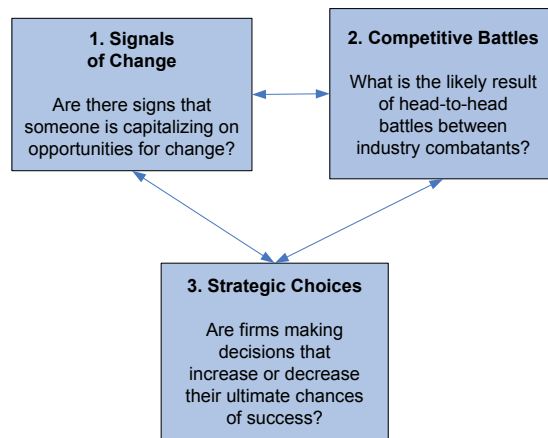 1. Signals
of Change
Are there signs that
someone is capitalizing on
opportunities for change?
2. Competitive Battles
What is the likely result
of head-to-head
battles between
industry combatants?
3. Strategic Choices
Are firms making
decisions that
increase or decrease
their ultimate chances
of success?